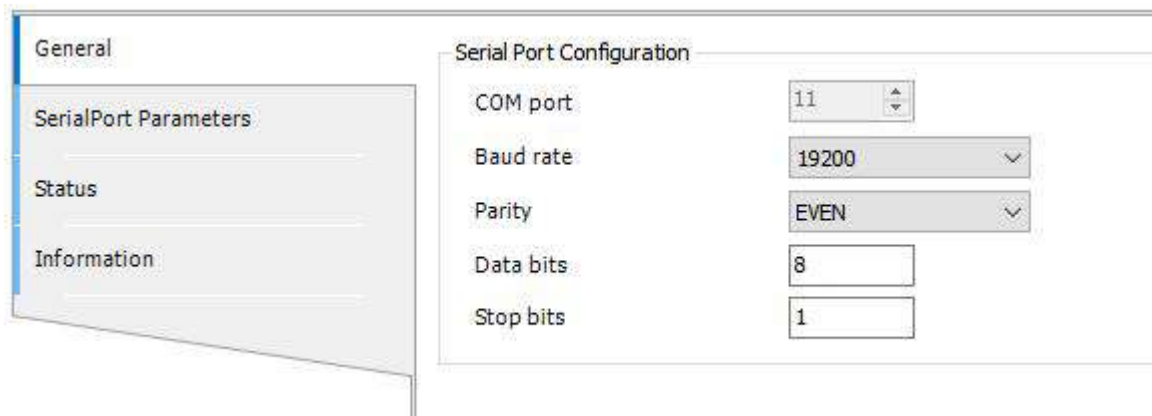 General
SerialPort Parameters
Status
Information
Serial Port Configuration
COM port 11
Baud rate 19200
Parity EVEN
Data bits 8
Stop bits 1